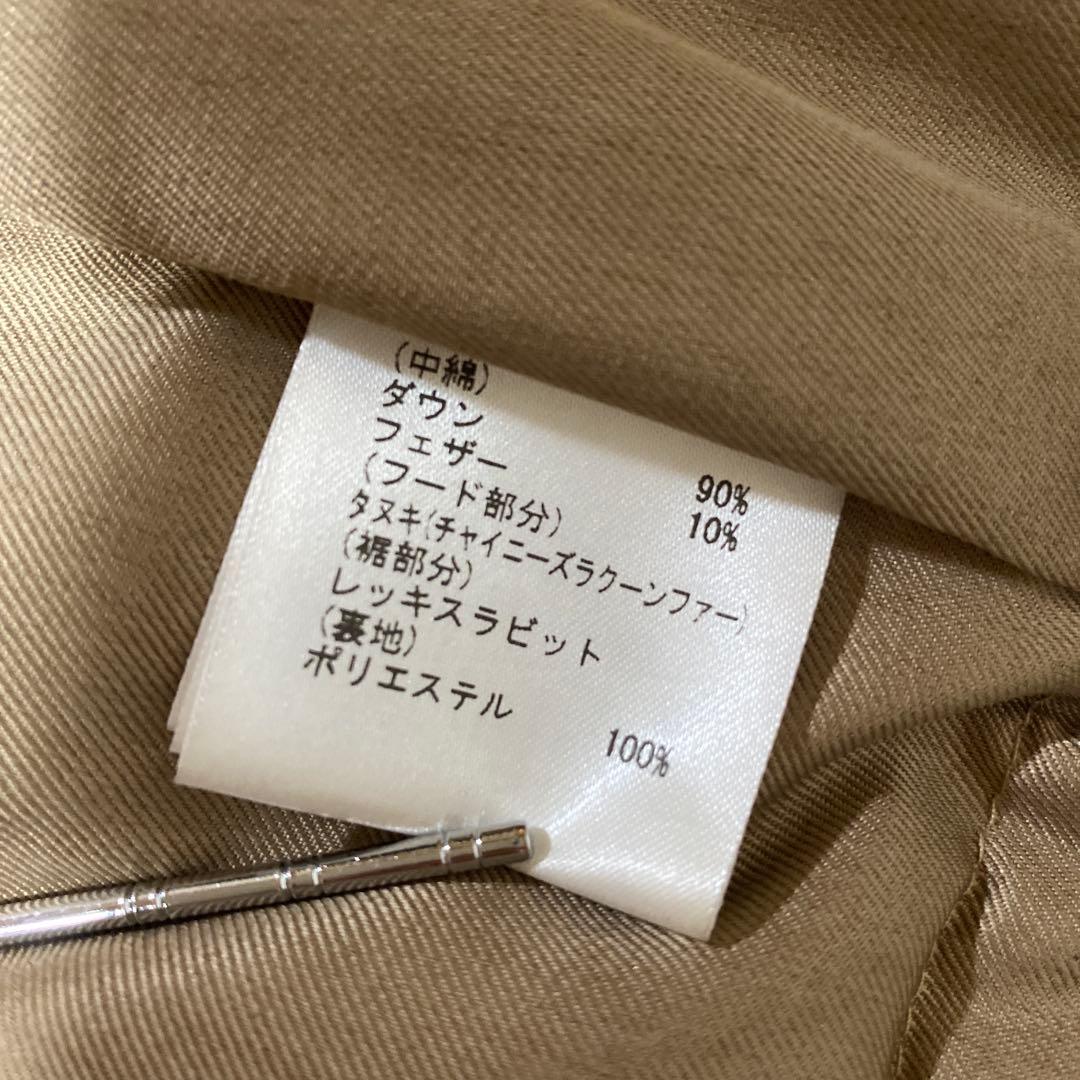 (中綿)
ダウン 90%
フェザー 10%
(フード部分)
タヌキ(チャイニーズラクーンファー)
(裾部分)
レッキスラビット
(裏地)
ポリエステル 100%